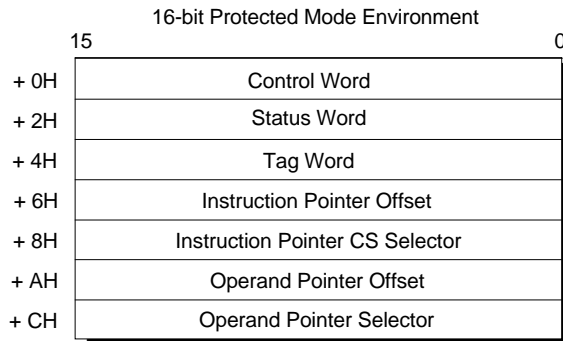 16-bit Protected Mode Environment
15 0
+ 0H Control Word
+ 2H Status Word
+ 4H Tag Word
+ 6H Instruction Pointer Offset
+ 8H Instruction Pointer CS Selector
+ AH Operand Pointer Offset
+ CH Operand Pointer Selector